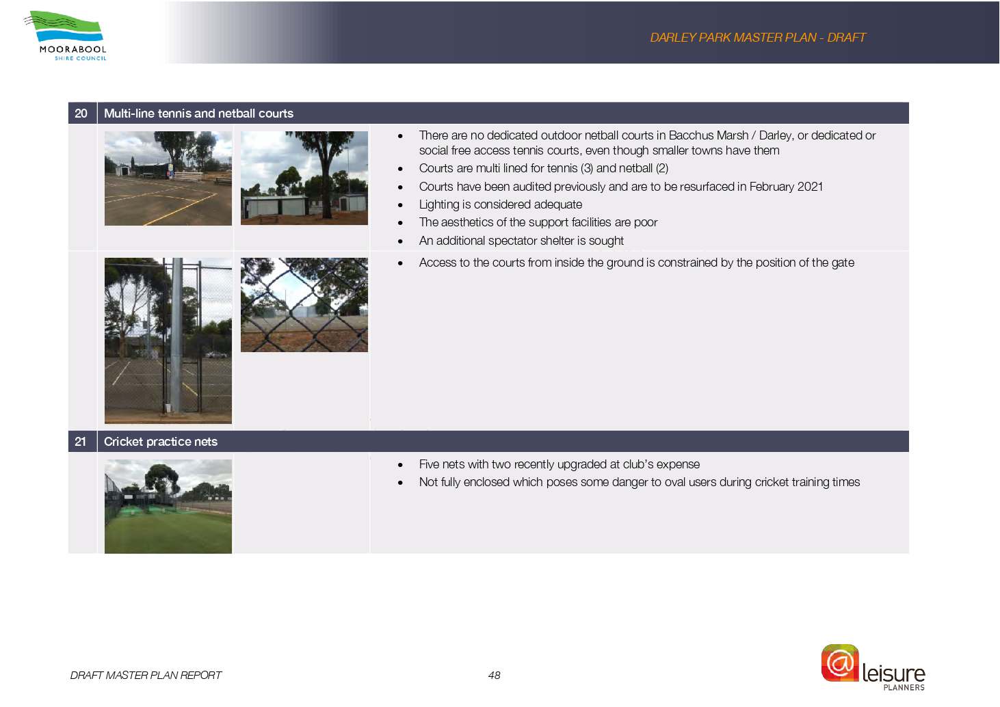 MOORABOOL
SHIRE COUNCIL
DARLEY PARK MASTER PLAN - DRAFT
20 Multi-line tennis and netball courts
• There are no dedicated outdoor netball courts in Bacchus Marsh / Darley, or dedicated or
social free access tennis courts, even though smaller towns have them
• Courts are multi lined for tennis (3) and netball (2)
• Courts have been audited previously and are to be resurfaced in February 2021
• Lighting is considered adequate
• The aesthetics of the support facilities are poor
• An additional spectator shelter is sought
• Access to the courts from inside the ground is constrained by the position of the gate
21 Cricket practice nets
• Five nets with two recently upgraded at club’s expense
• Not fully enclosed which poses some danger to oval users during cricket training times
DRAFT MASTER PLAN REPORT
48
@leisure
PLANNERS